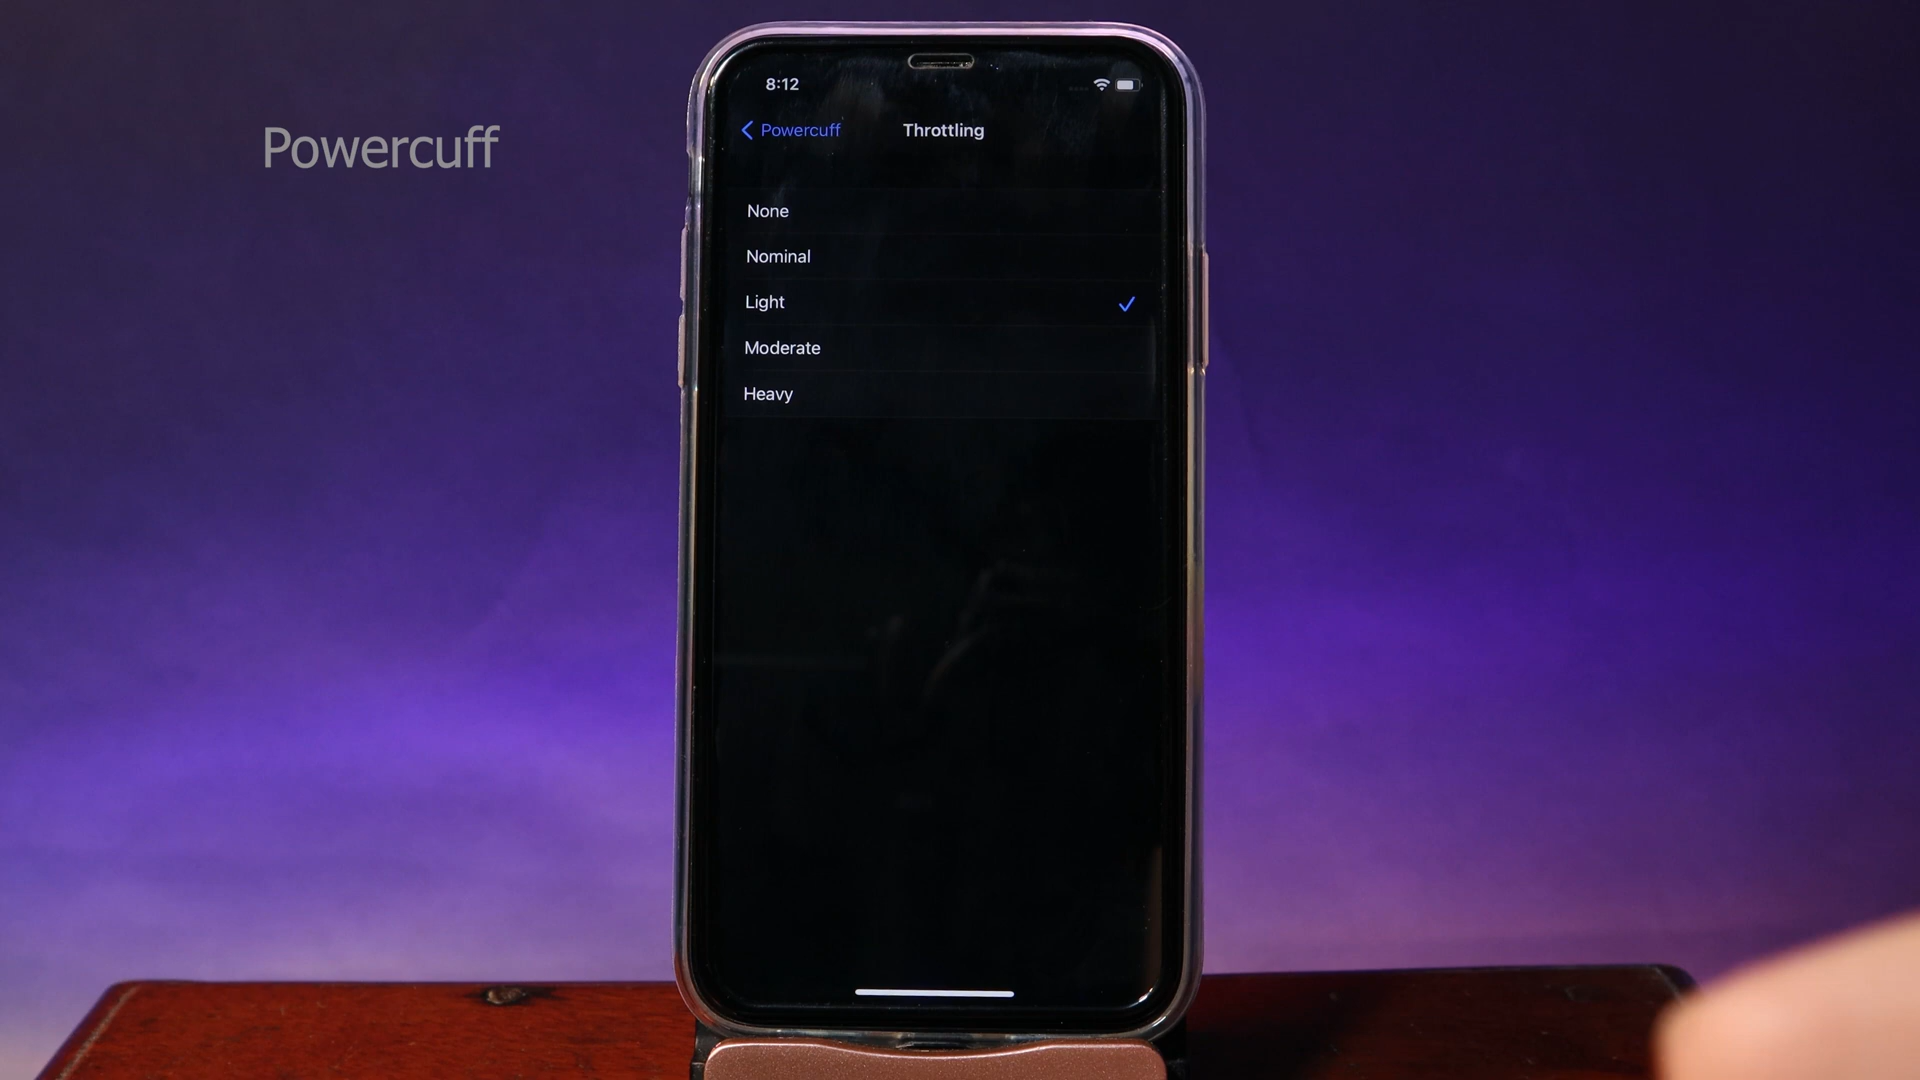 Powercuff
8:12
Powercuff
Throttling
None
Nominal
Light
Moderate
Heavy